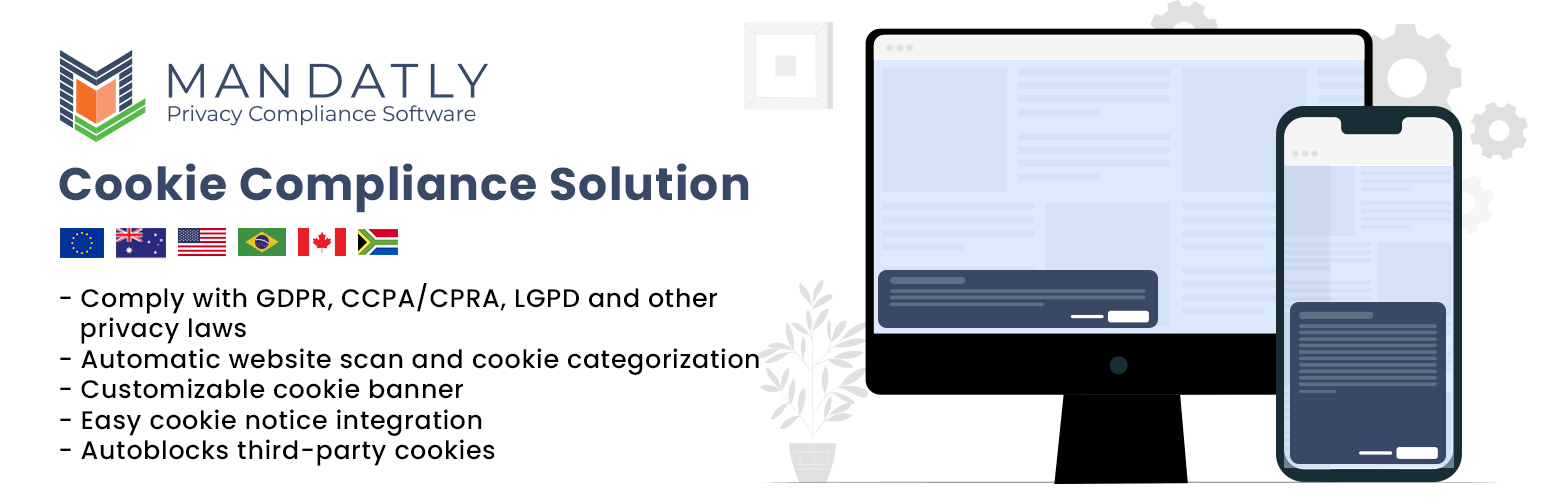 MANDATLY
Privacy Compliance Software
Cookie Compliance Solution
- Comply with GDPR, CCPA/CPRA, LGPD and other
privacy laws
- Automatic website scan and cookie categorization
- Customizable cookie banner
- Easy cookie notice integration
- Autoblocks third-party cookies